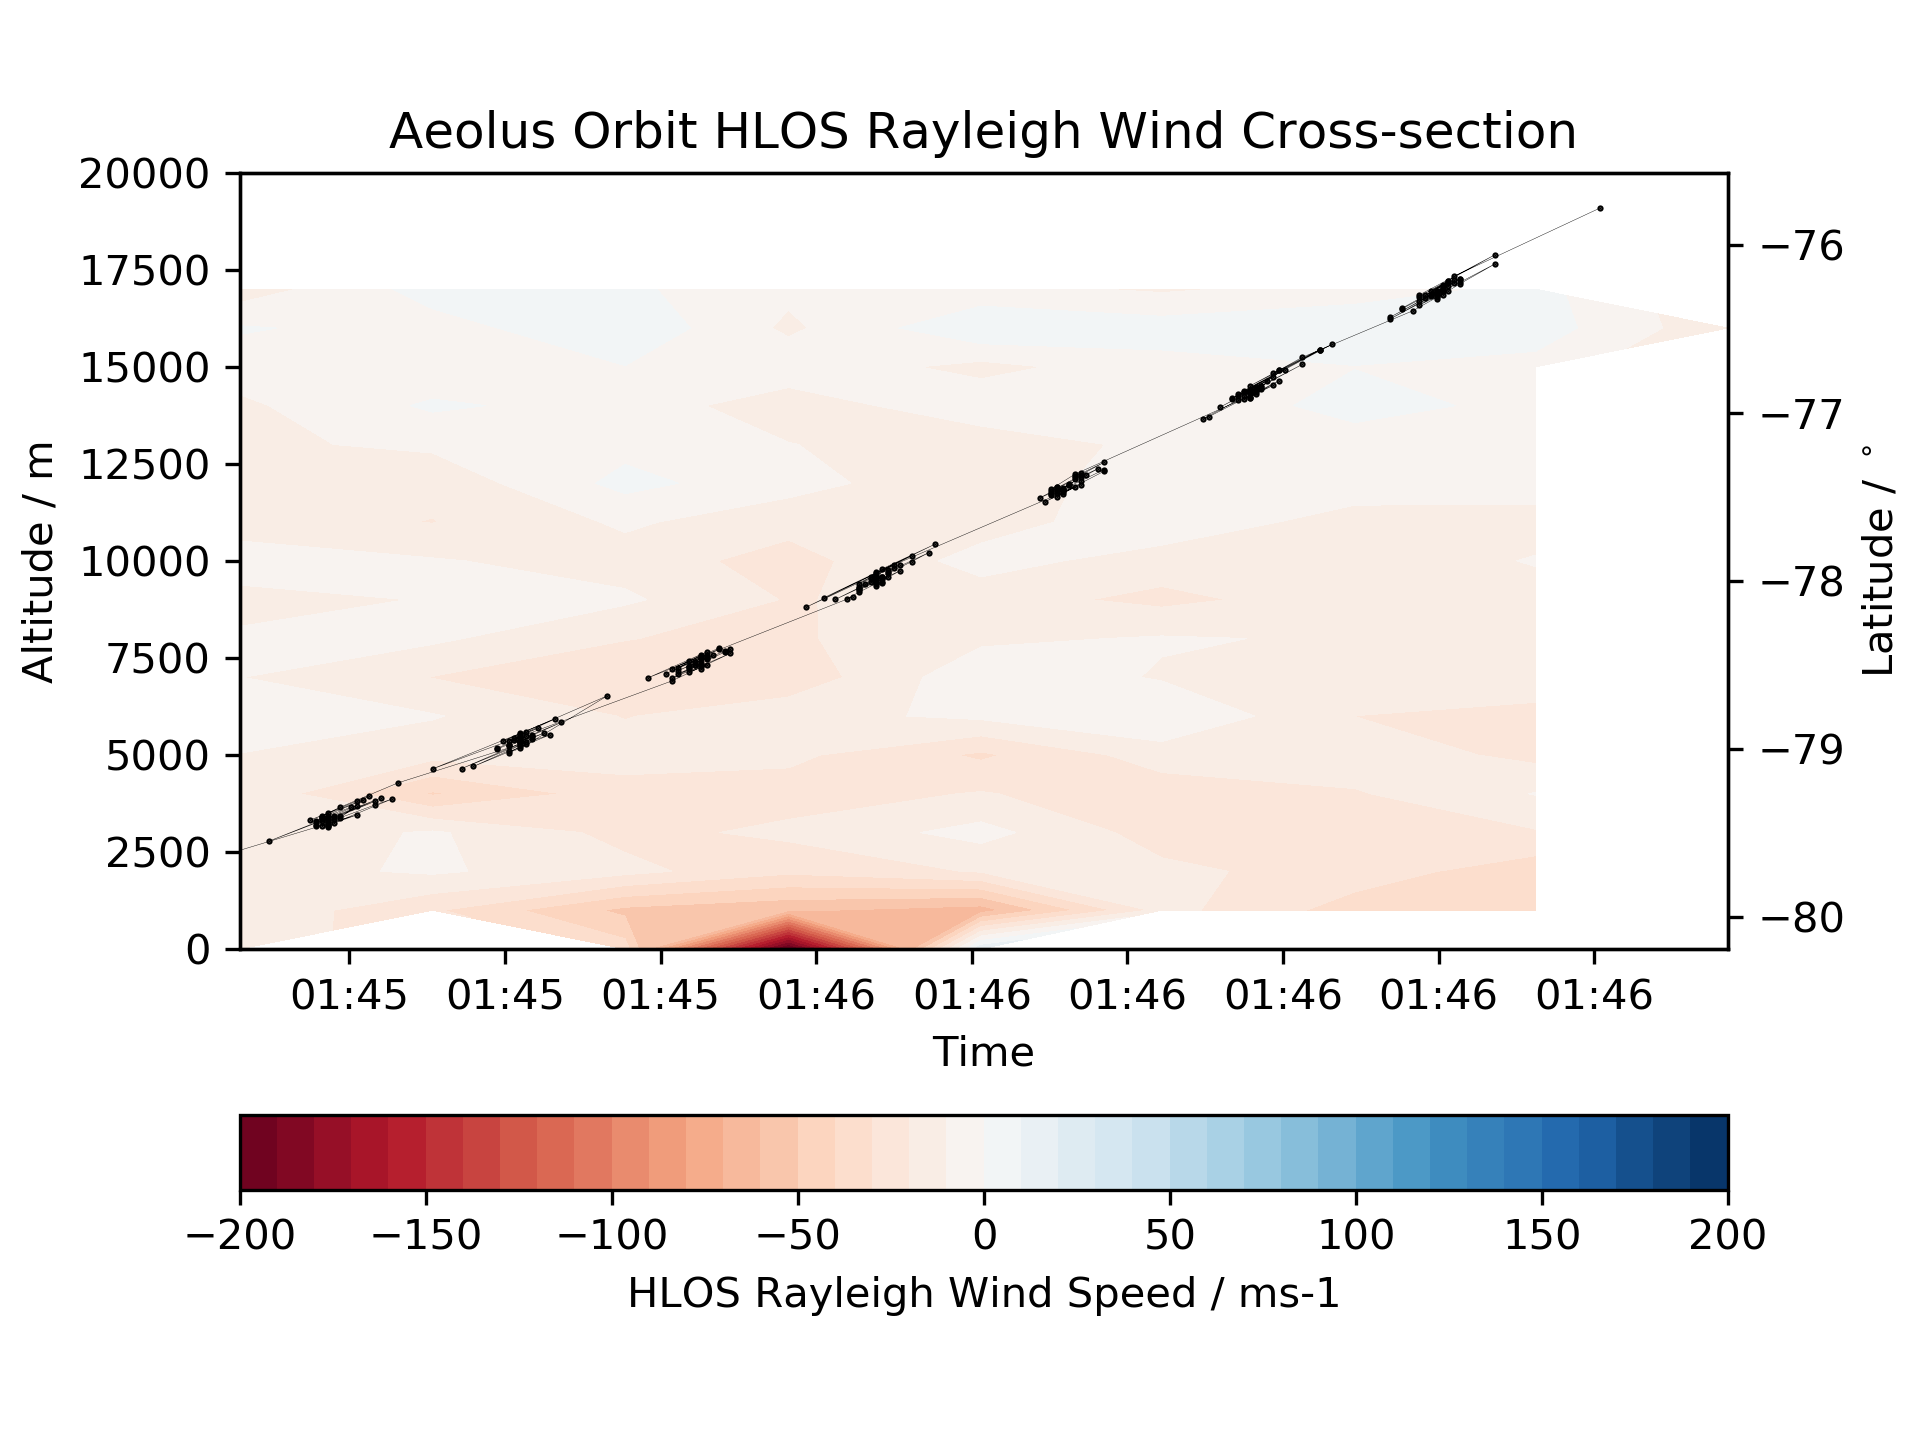 Aeolus Orbit HLOS Rayleigh Wind Cross-section
20000
17500
15000
12500
10000
7500
5000
2500
0
Altitude / m
−76
−77
−78
−79
−80
Latitude / °
01:45 01:45 01:45 01:46 01:46 01:46 01:46 01:46 01:46
Time
−200 −150 −100 −50 0 50 100 150 200
HLOS Rayleigh Wind Speed / ms-1